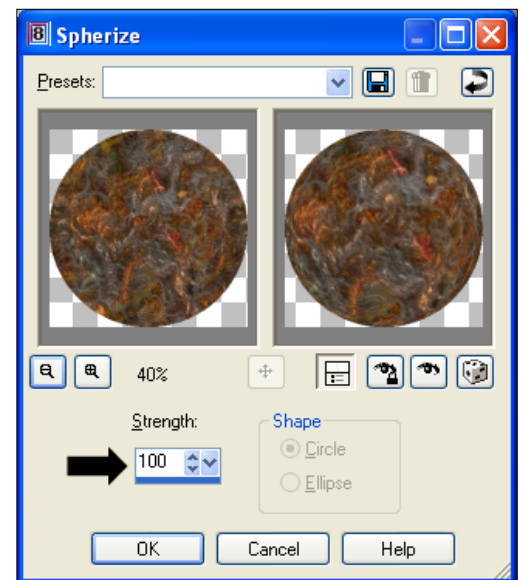 8 Spherize
Presets:
40%
Strength:
100
Shape
Circle
Ellipse
OK Cancel Help